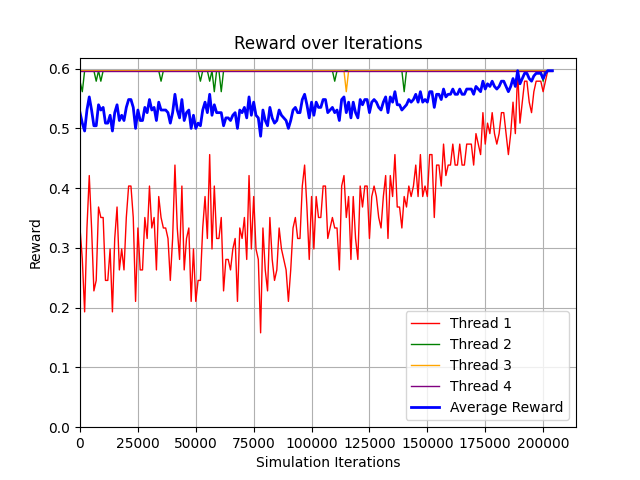 Reward over Iterations
Reward
0.6
0.5
0.4
0.3
0.2
0.1
0.0
0 25000 50000 75000 100000 125000 150000 175000 200000
Simulation Iterations
Thread 1
Thread 2
Thread 3
Thread 4
Average Reward